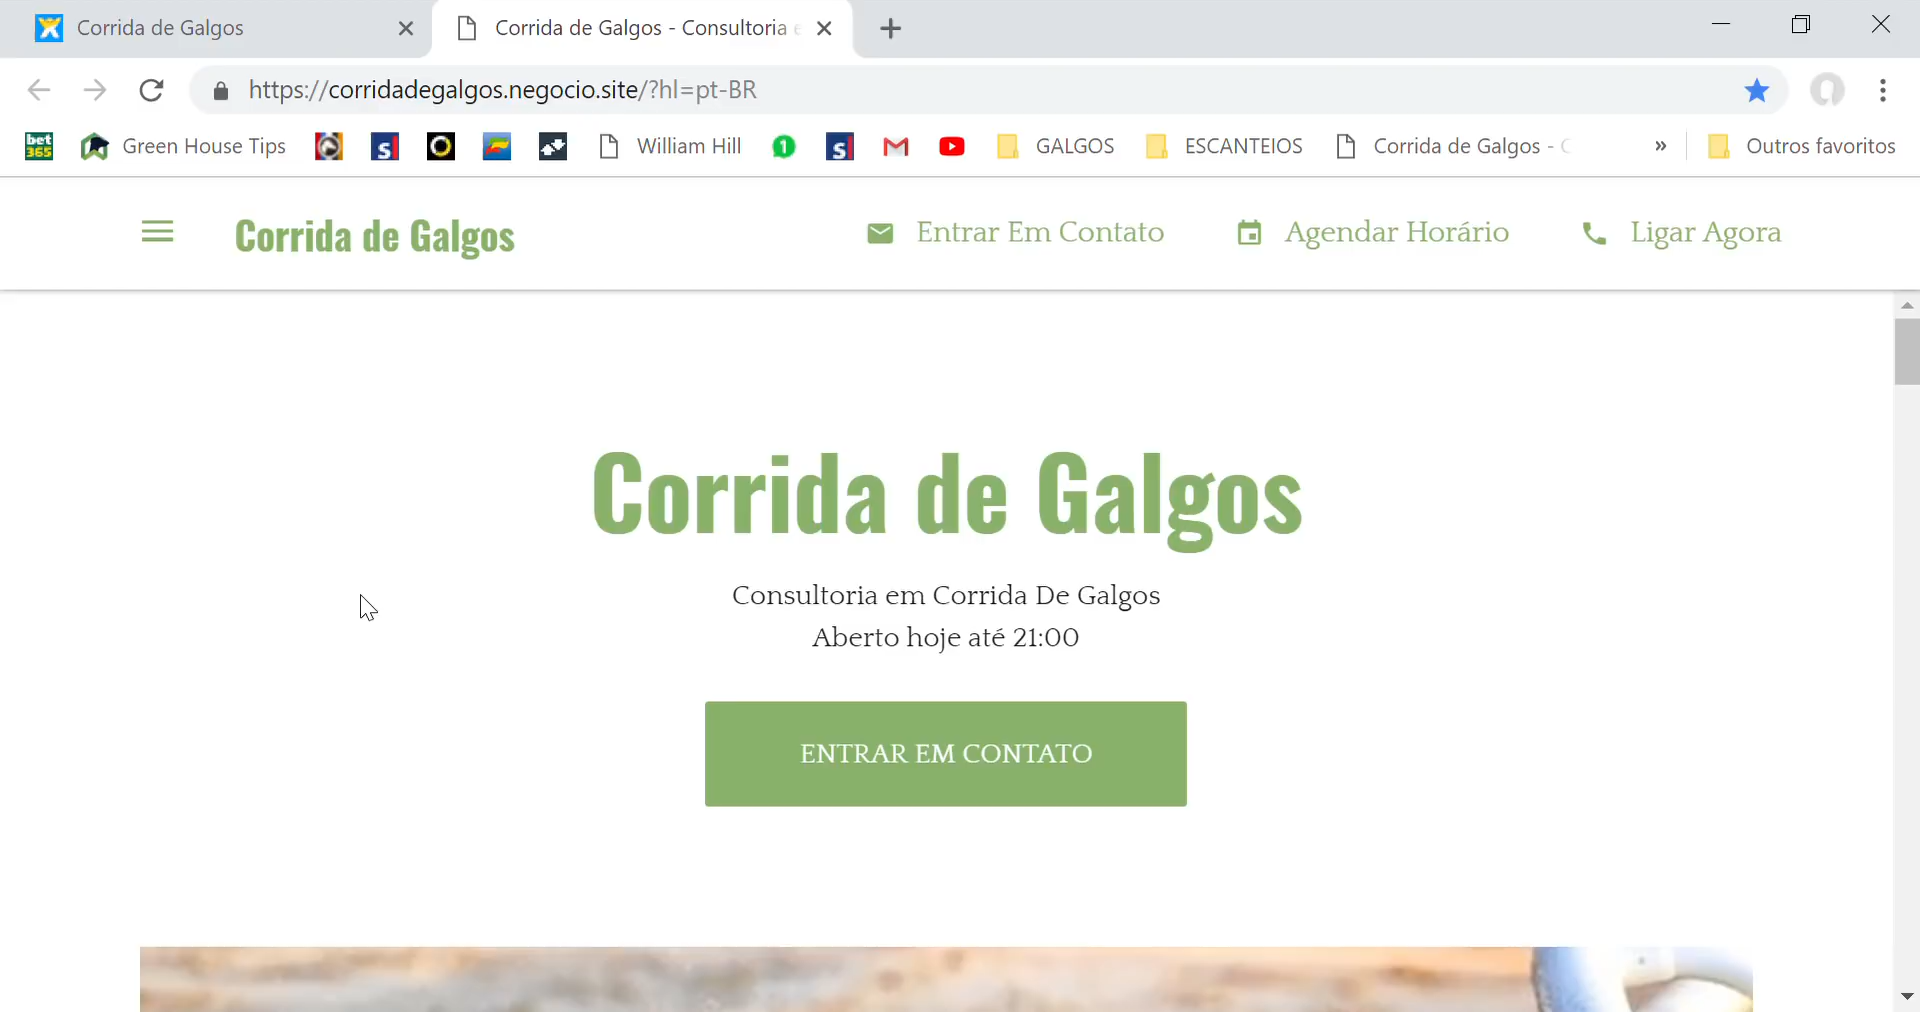 Corrida de Galgos
Corrida de Galgos - Consultoria e
https://corridadegalgos.negocio.site/?hl=pt-BR
bet365 Green House Tips William Hill 1 GALGOS ESCANTEIOS Corrida de Galgos - C » Outros favoritos
Corrida de Galgos
Entrar Em Contato
Agendar Horário
Ligar Agora
Corrida de Galgos
Consultoria em Corrida De Galgos
Aberto hoje até 21:00
ENTRAR EM CONTATO